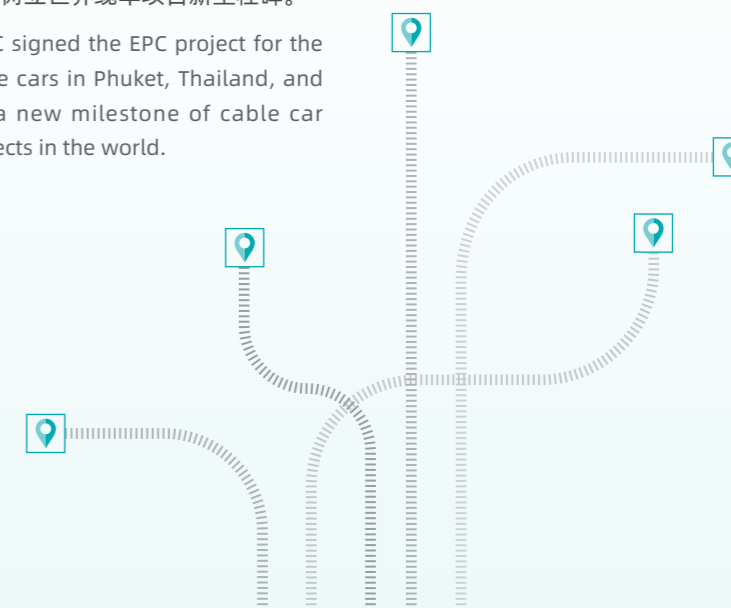 C signed the EPC project for the
e cars in Phuket, Thailand, and
a new milestone of cable car
ects in the world.